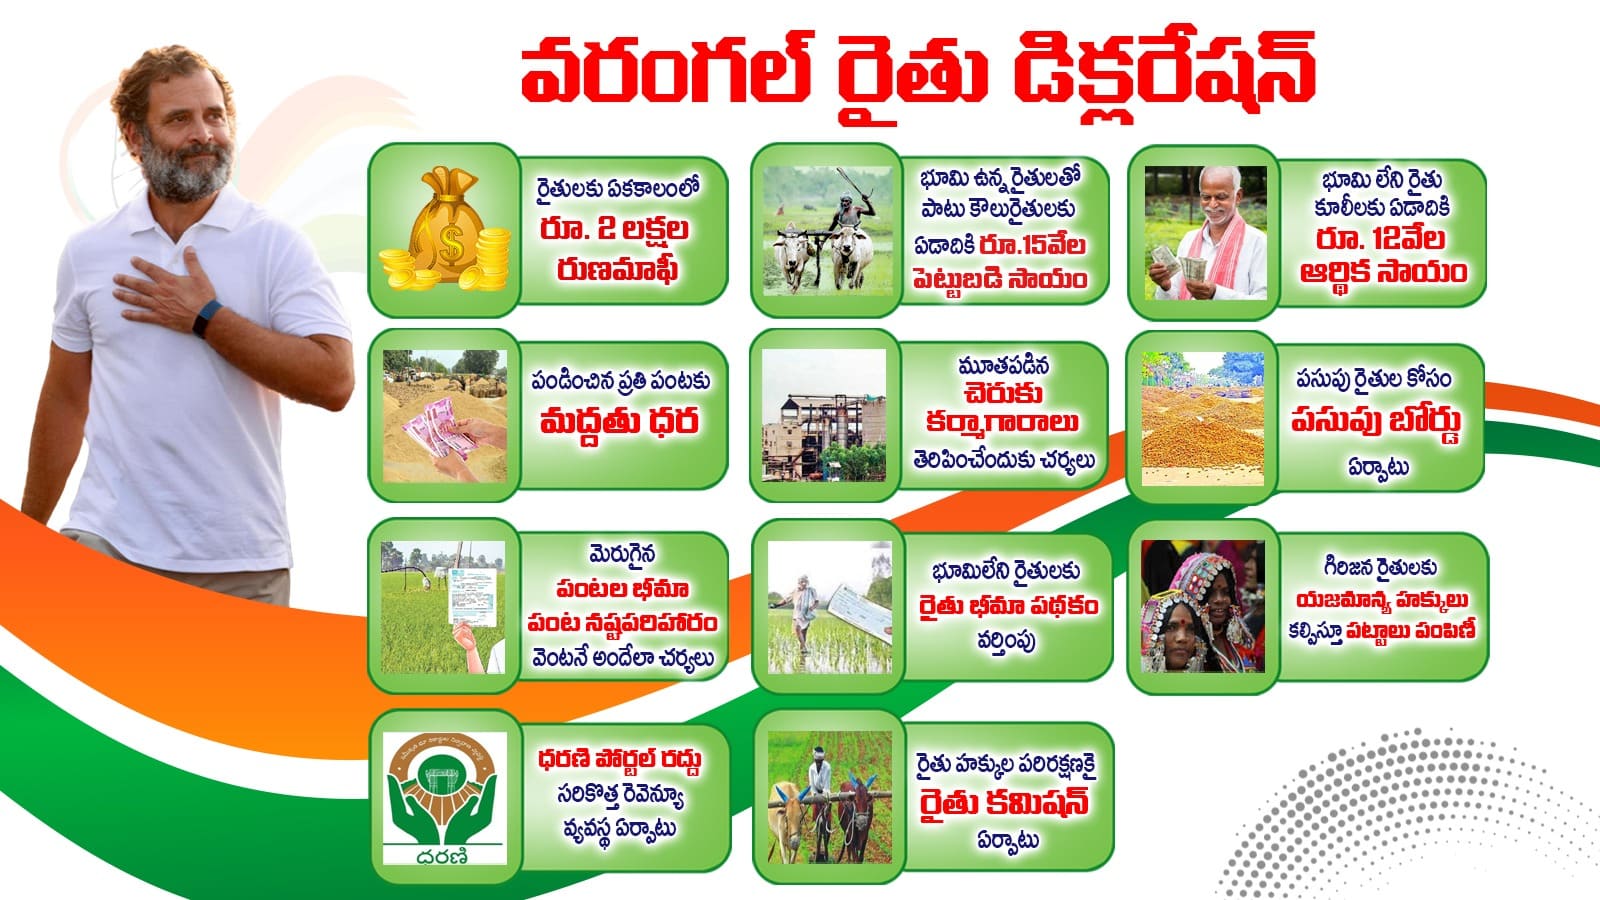 వరంగల్ రైతు డిక్లరేషన్
రైతులకు ఏకకాలంలో
రూ. 2 లక్షల
రుణమాఫీ
భూమి ఉన్న రైతులతో
పాటు కౌలురైతులకు
ఏడాదికి రూ.15వేల
పెట్టుబడి సాయం
భూమి లేని రైతు
కూలీలకు ఏడాదికి
రూ. 12వేల
ఆర్థిక సాయం
పండించిన ప్రతి పంటకు
మద్దతు ధర
మూతపడిన
చెరుకు
కర్మాగారాలు
తెరిపించేందుకు చర్యలు
పసుపు రైతుల కోసం
పసుపు బోర్డు
ఏర్పాటు
మెరుగైన
పంటల భీమా
పంట నష్టపరిహారం
వెంటనే అందేలా చర్యలు
భూమిలేని రైతులకు
రైతు భీమా పథకం
వర్తింపు
గిరిజన రైతులకు
యజమాన్య హక్కులు
కల్పిస్తూ పట్టాలు పంపిణీ
ధరణి
ధరణి పోర్టల్ రద్దు
సరికొత్త రెవెన్యూ
వ్యవస్థ ఏర్పాటు
రైతు హక్కుల పరిరక్షణకై
రైతు కమిషన్
ఏర్పాటు